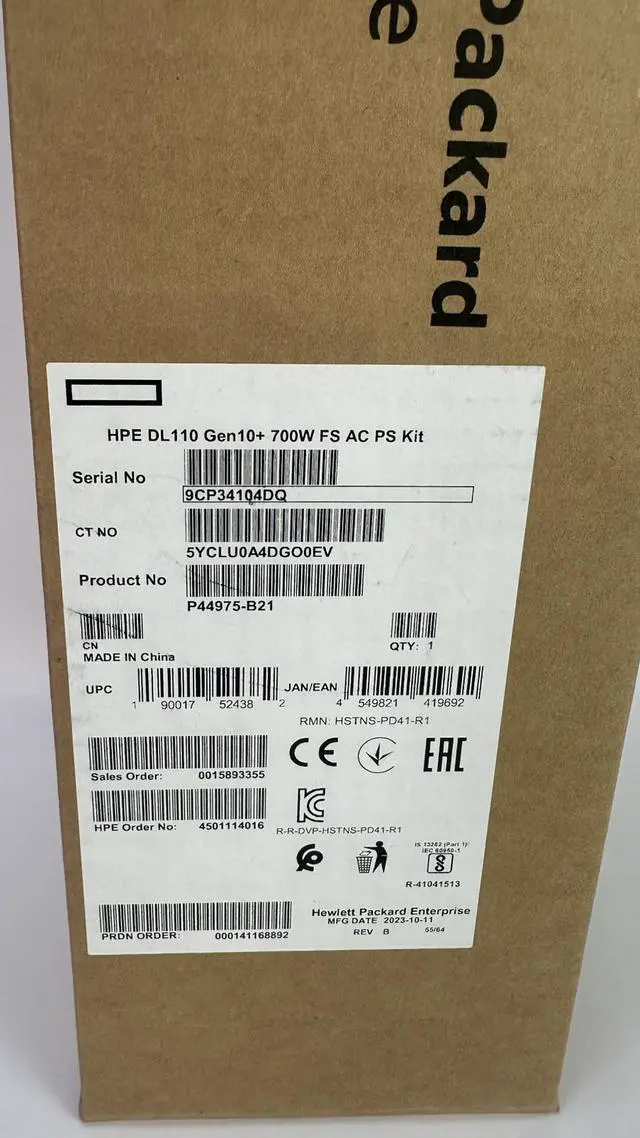 Packard
e
HPE DL110 Gen10+ 700W FS AC PS Kit
Serial No
9CP34104DQ
CT NO
5YCLU0A4DGO0EV
Product No
P44975-B21
CN
MADE IN China
QTY: 1
UPC
1 90017 52438 2
JAN/EAN
4 549821 419692
RMN: HSTNS-PD41-R1
CE
EAC
Sales Order: 0015893355
HPE Order No: 4501114016
R-R-DVP-HSTNS-PD41-R1
IS 13252 (Part 1)/
IEC 60950-1
R-41041513
PRDN ORDER: 000141168892
Hewlett Packard Enterprise
MFG DATE 2023-10-11
REV B 55/64